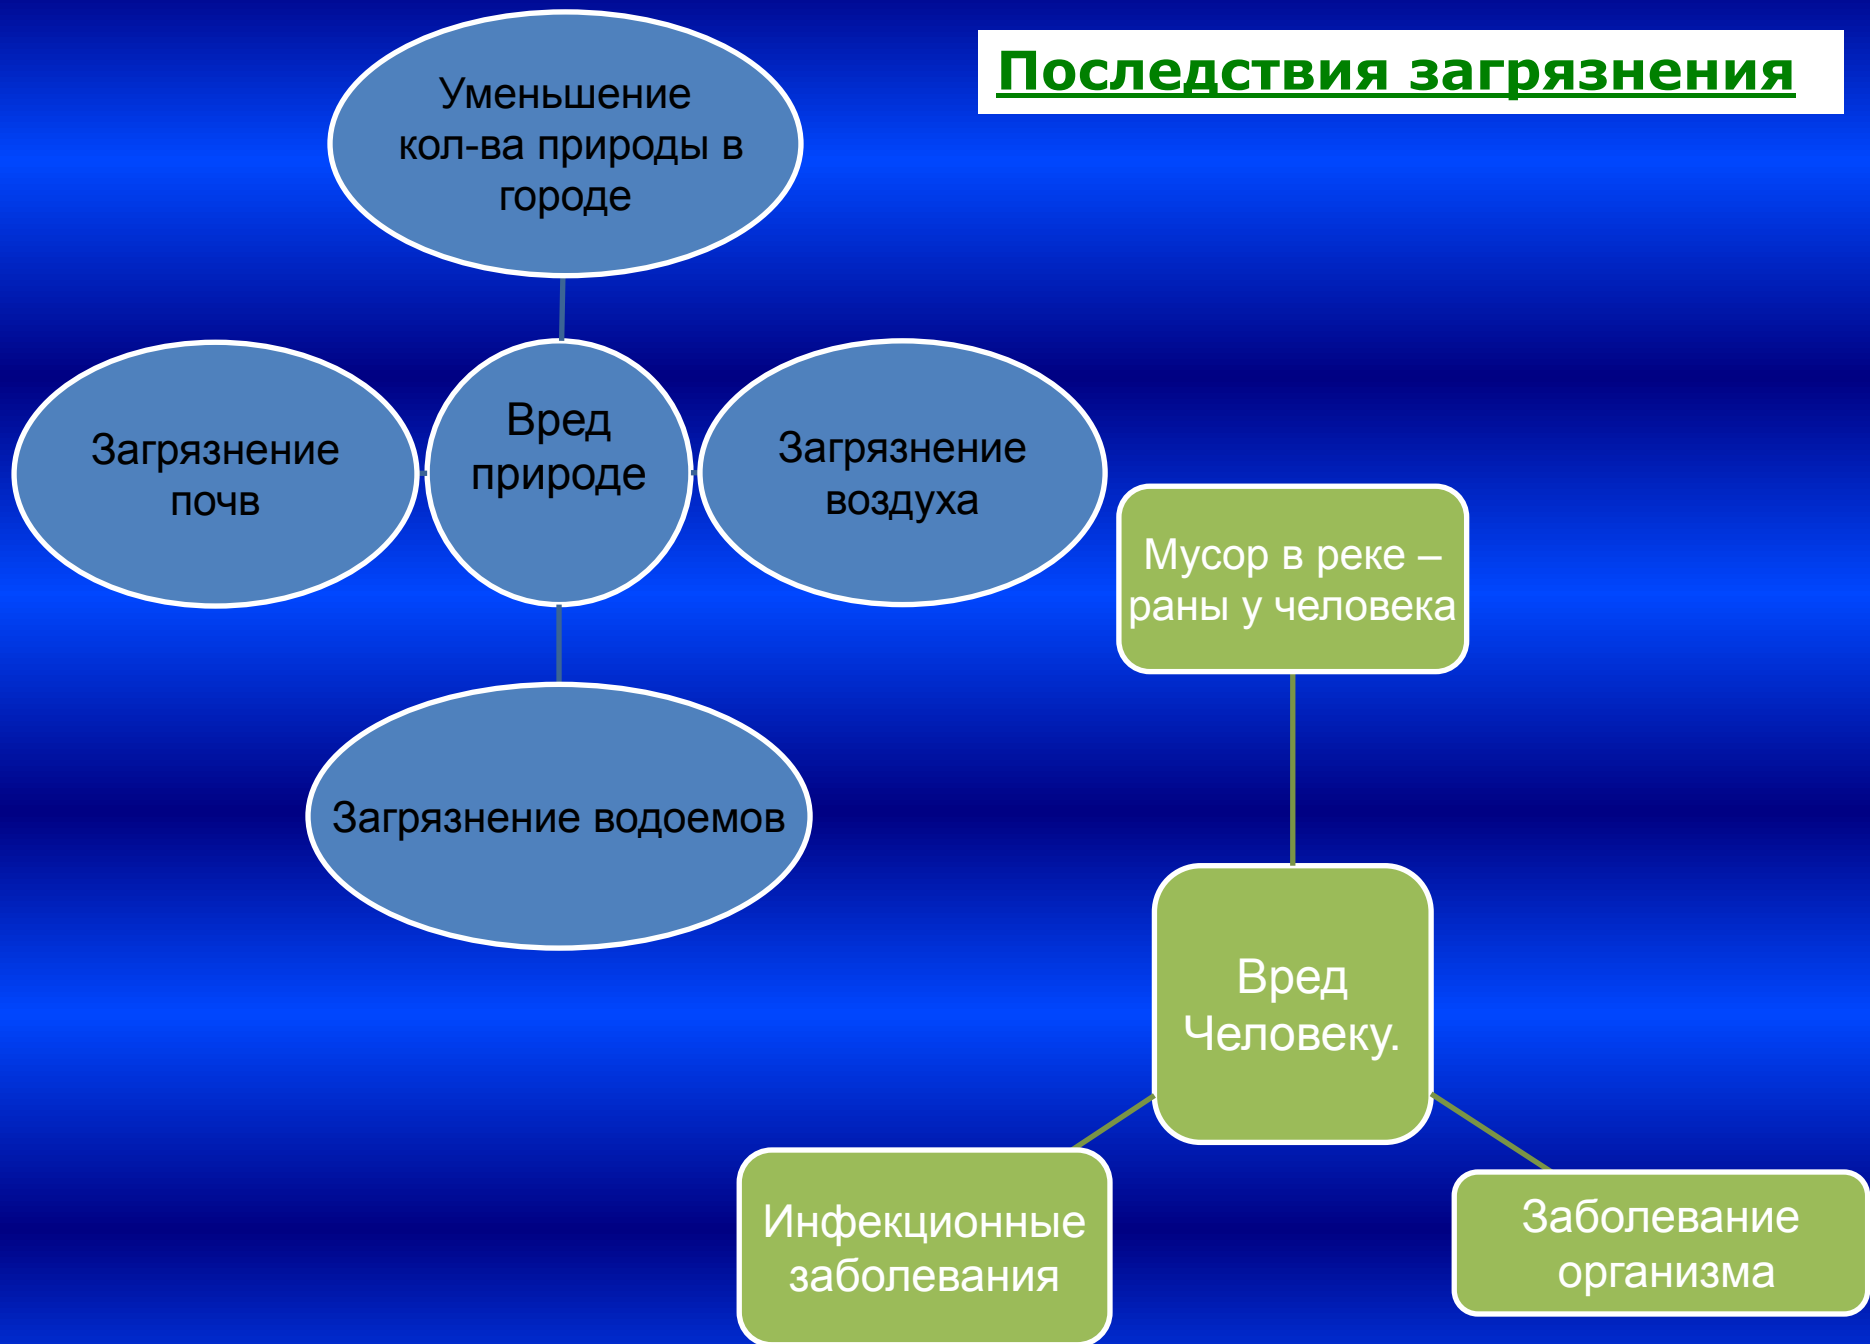 Последствия загрязнения
Уменьшение
кол-ва природы в
городе
Загрязнение
почв
Вред
природе
Загрязнение
воздуха
Загрязнение водоемов
Мусор в реке –
раны у человека
Вред
Человеку.
Инфекционные
заболевания
Заболевание
организма